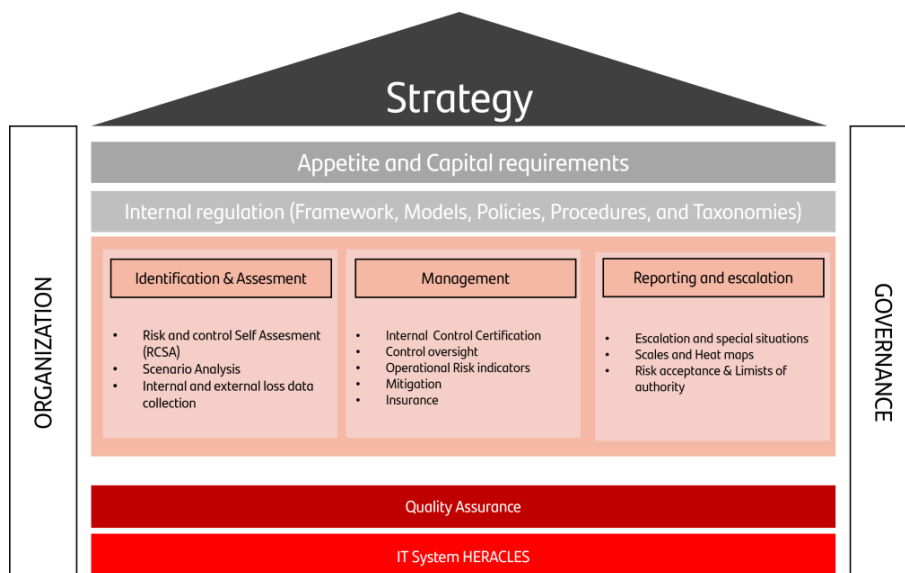 Strategy
Appetite and Capital requirements
Internal regulation (Framework, Models, Policies, Procedures, and Taxonomies)
ORGANIZATION
Identification & Assesment
• Risk and control Self Assesment
(RCSA)
• Scenario Analysis
• Internal and external loss data
collection
Management
• Internal Control Certification
• Control oversight
• Operational Risk indicators
• Mitigation
• Insurance
Reporting and escalation
• Escalation and special situations
• Scales and Heat maps
• Risk acceptance & Limists of
authority
GOVERNANCE
Quality Assurance
IT System HERACLES